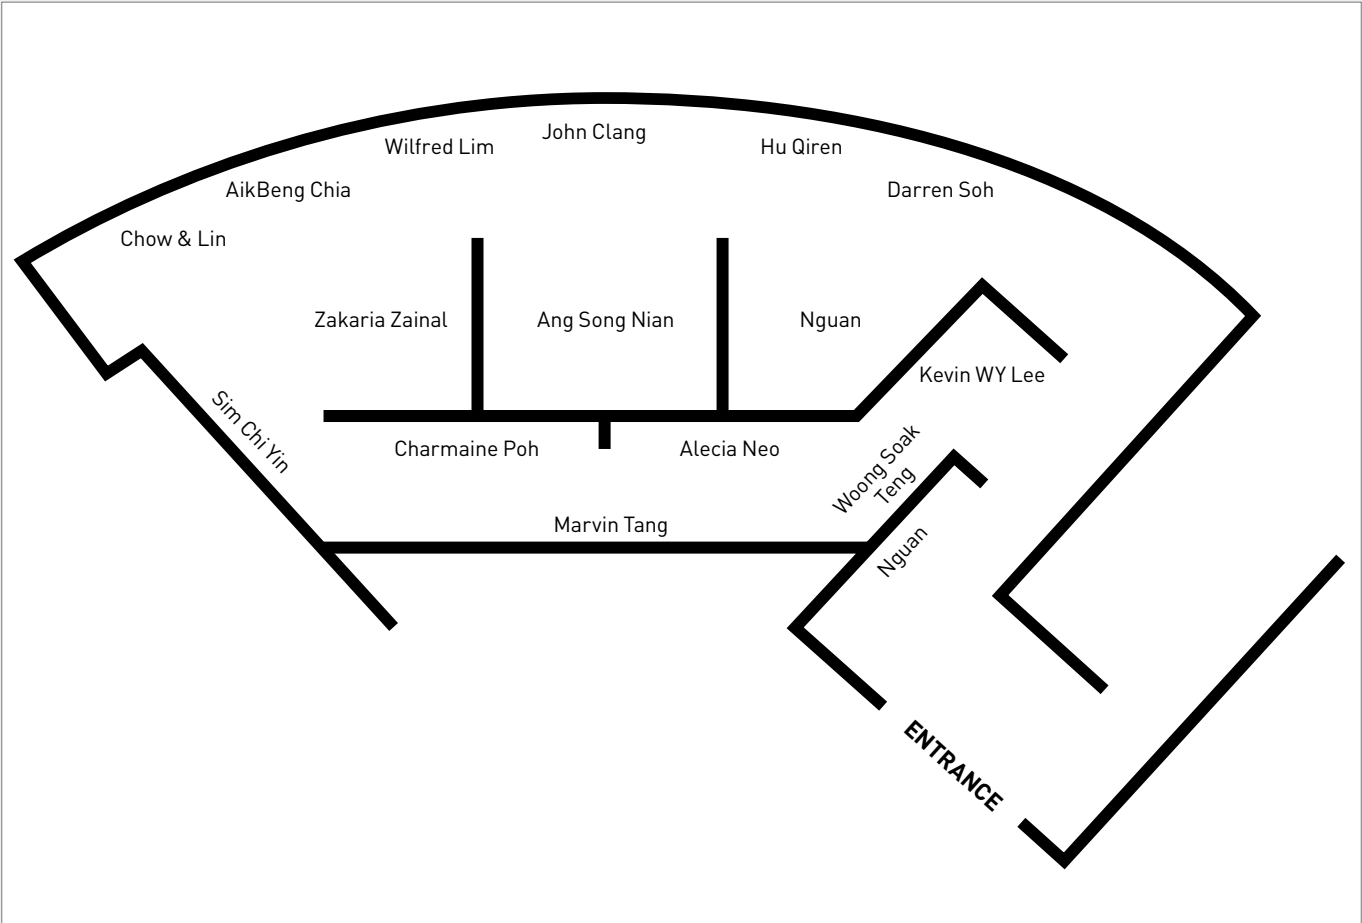 John Clang
Wilfred Lim
Hu Qiren
AikBeng Chia
Darren Soh
Chow & Lin
Zakaria Zainal
Ang Song Nian
Nguan
Kevin WY Lee
Sim Chi Yin
Charmaine Poh
Alecia Neo
Woong Soak
Teng
Marvin Tang
Nguan
ENTRANCE